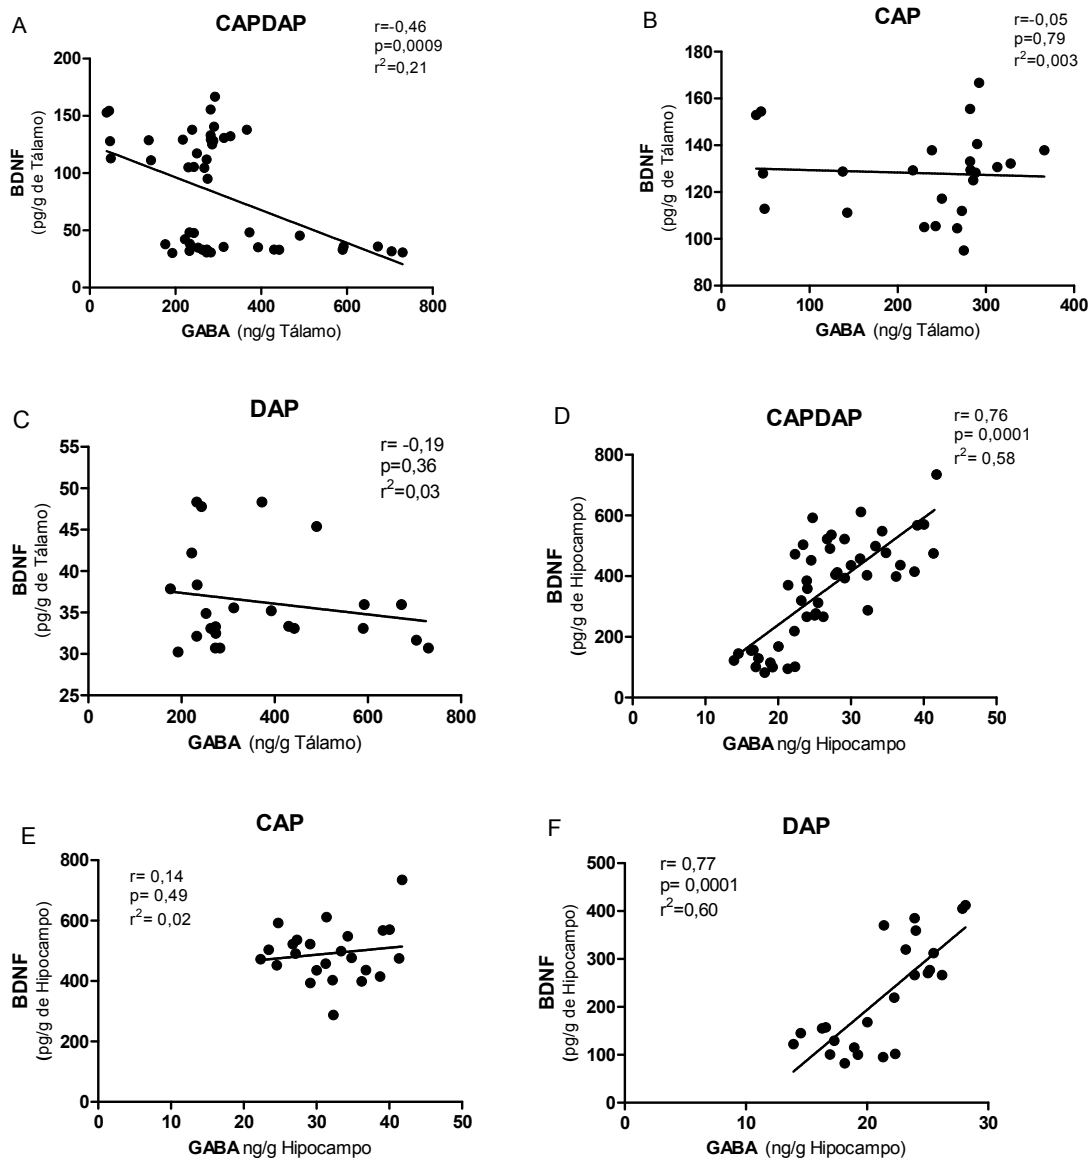 A
CAPDAP
r=-0,46
p=0,0009
r²=0,21
200
150
100
50
0
BDNF
(pg/g de Tálamo)
0 200 400 600 800
GABA (ng/g Tálamo)
B
CAP
r=-0,05
p=0,79
r²=0,003
180
160
140
120
100
80
BDNF
(pg/g de Tálamo)
0 100 200 300 400
GABA (ng/g Tálamo)
C
DAP
r= -0,19
p=0,36
r²=0,03
55
50
45
40
35
30
25
BDNF
(pg/g de Tálamo)
0 200 400 600 800
GABA (ng/g Tálamo)
D
CAPDAP
r= 0,76
p= 0,0001
r²= 0,58
800
600
400
200
0
BDNF
(pg/g de Hipocampo)
0 10 20 30 40 50
GABA ng/g Hipocampo
E
CAP
r= 0,14
p= 0,49
r²= 0,02
800
600
400
200
0
BDNF
(pg/g de Hipocampo)
0 10 20 30 40 50
GABA ng/g Hipocampo
F
DAP
r= 0,77
p= 0,0001
r²=0,60
500
400
300
200
100
0
BDNF
(pg/g de Hipocampo)
0 10 20 30
GABA (ng/g Hipocampo)